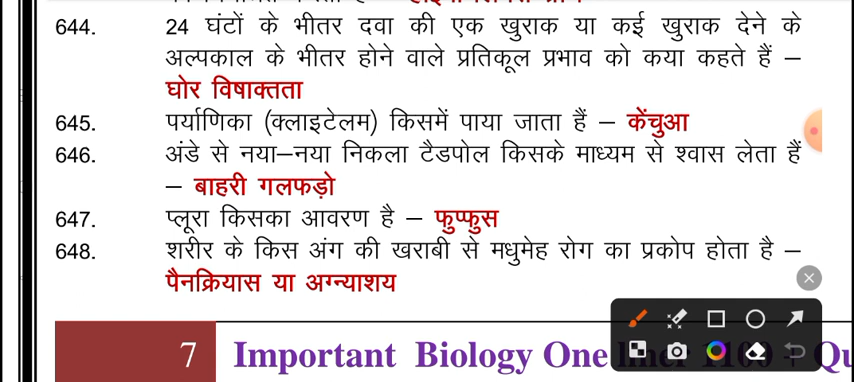 644. 24 घंटों के भीतर दवा की एक खुराक या कई खुराक देने के
अल्पकाल के भीतर होने वाले प्रतिकूल प्रभाव को कया कहते हैं –
घोर विषाक्तता
645. पर्याणिका (क्लाइटेलम) किसमें पाया जाता हैं – केंचुआ
646. अंडे से नया–नया निकला टैडपोल किसके माध्यम से श्वास लेता हैं
– बाहरी गलफड़ो
647. प्लूरा किसका आवरण है – फुफ्फुस
648. शरीर के किस अंग की खराबी से मधुमेह रोग का प्रकोप होता है –
पैनक्रियास या अग्न्याशय
7 Important Biology One